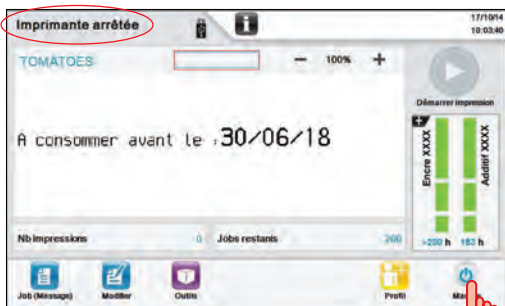 Imprimante arrêtée
17/10/14
10:03:40
TOMATOES
— 100% +
Démarrer impression
A consommer avant le : 30/06/18
Encre XXXX
Additif XXXX
Nb impressions 0 Jobs restants 200
>200 h 153 h
Job (Message) Modifier Outils Profil